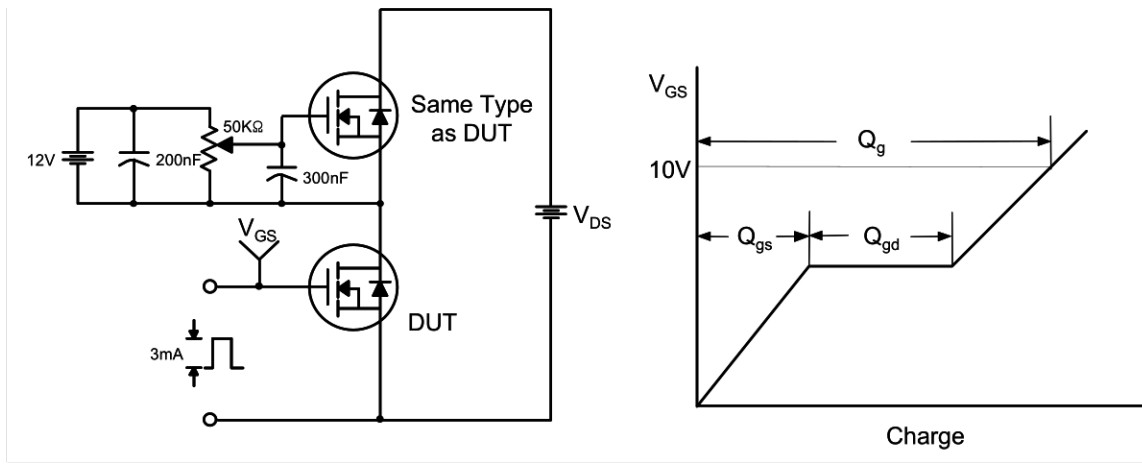 12V
200nF
50KΩ
300nF
Same Type
as DUT
V_DS
V_GS
DUT
3mA
V_GS
10V
Q_g
Q_gs
Q_gd
Charge